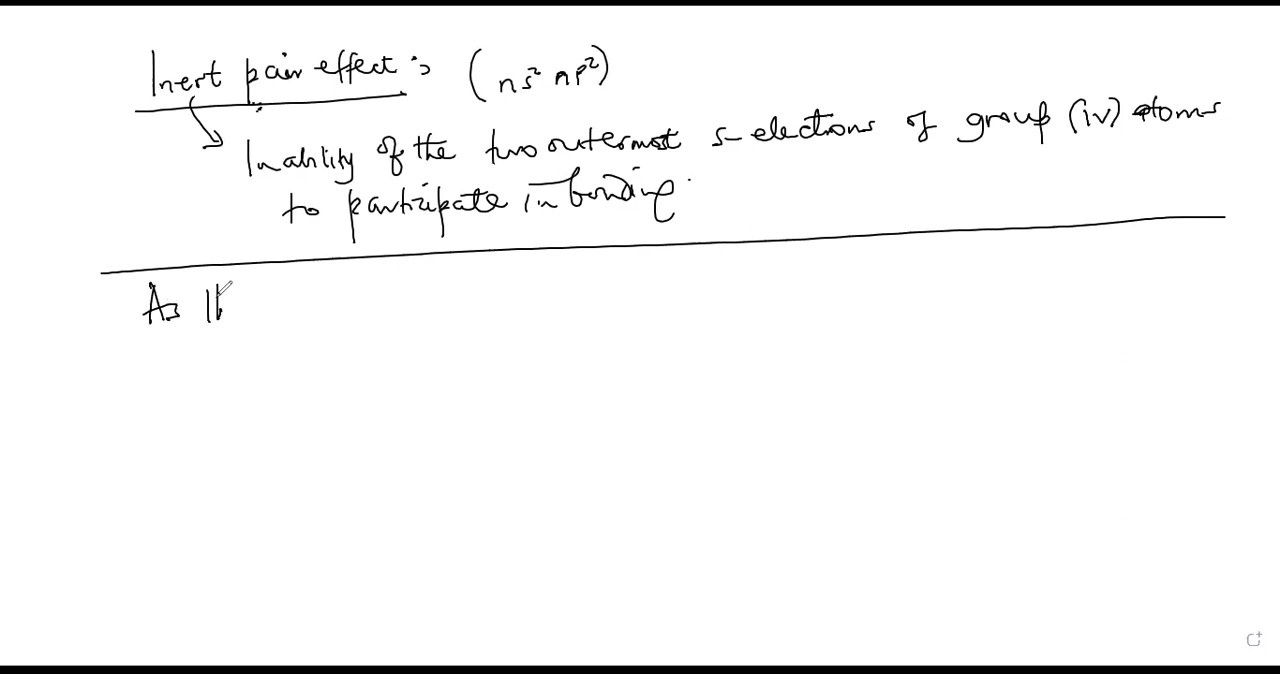 Inert pair effect : (ns² np²)
Inability of the two outermost s-electrons of group (iv) atoms
to participate in bonding.
As